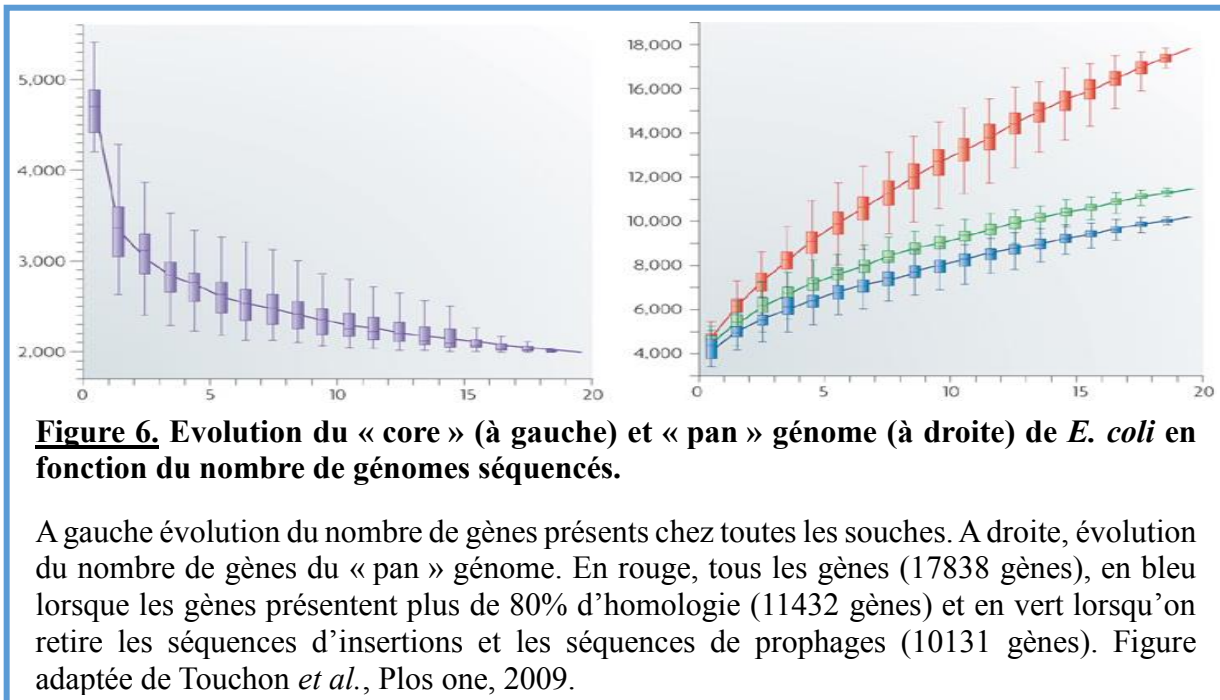 5,000
4,000
3,000
2,000
0 5 10 15 20
18,000
16,000
14,000
12,000
10,000
8,000
6,000
4,000
0 5 10 15 20
Figure 6. Evolution du « core » (à gauche) et « pan » génome (à droite) de E. coli en
fonction du nombre de génomes séquencés.
A gauche évolution du nombre de gènes présents chez toutes les souches. A droite, évolution
du nombre de gènes du « pan » génome. En rouge, tous les gènes (17838 gènes), en bleu
lorsque les gènes présentent plus de 80% d’homologie (11432 gènes) et en vert lorsqu’on
retire les séquences d’insertions et les séquences de prophages (10131 gènes). Figure
adaptée de Touchon et al., Plos one, 2009.